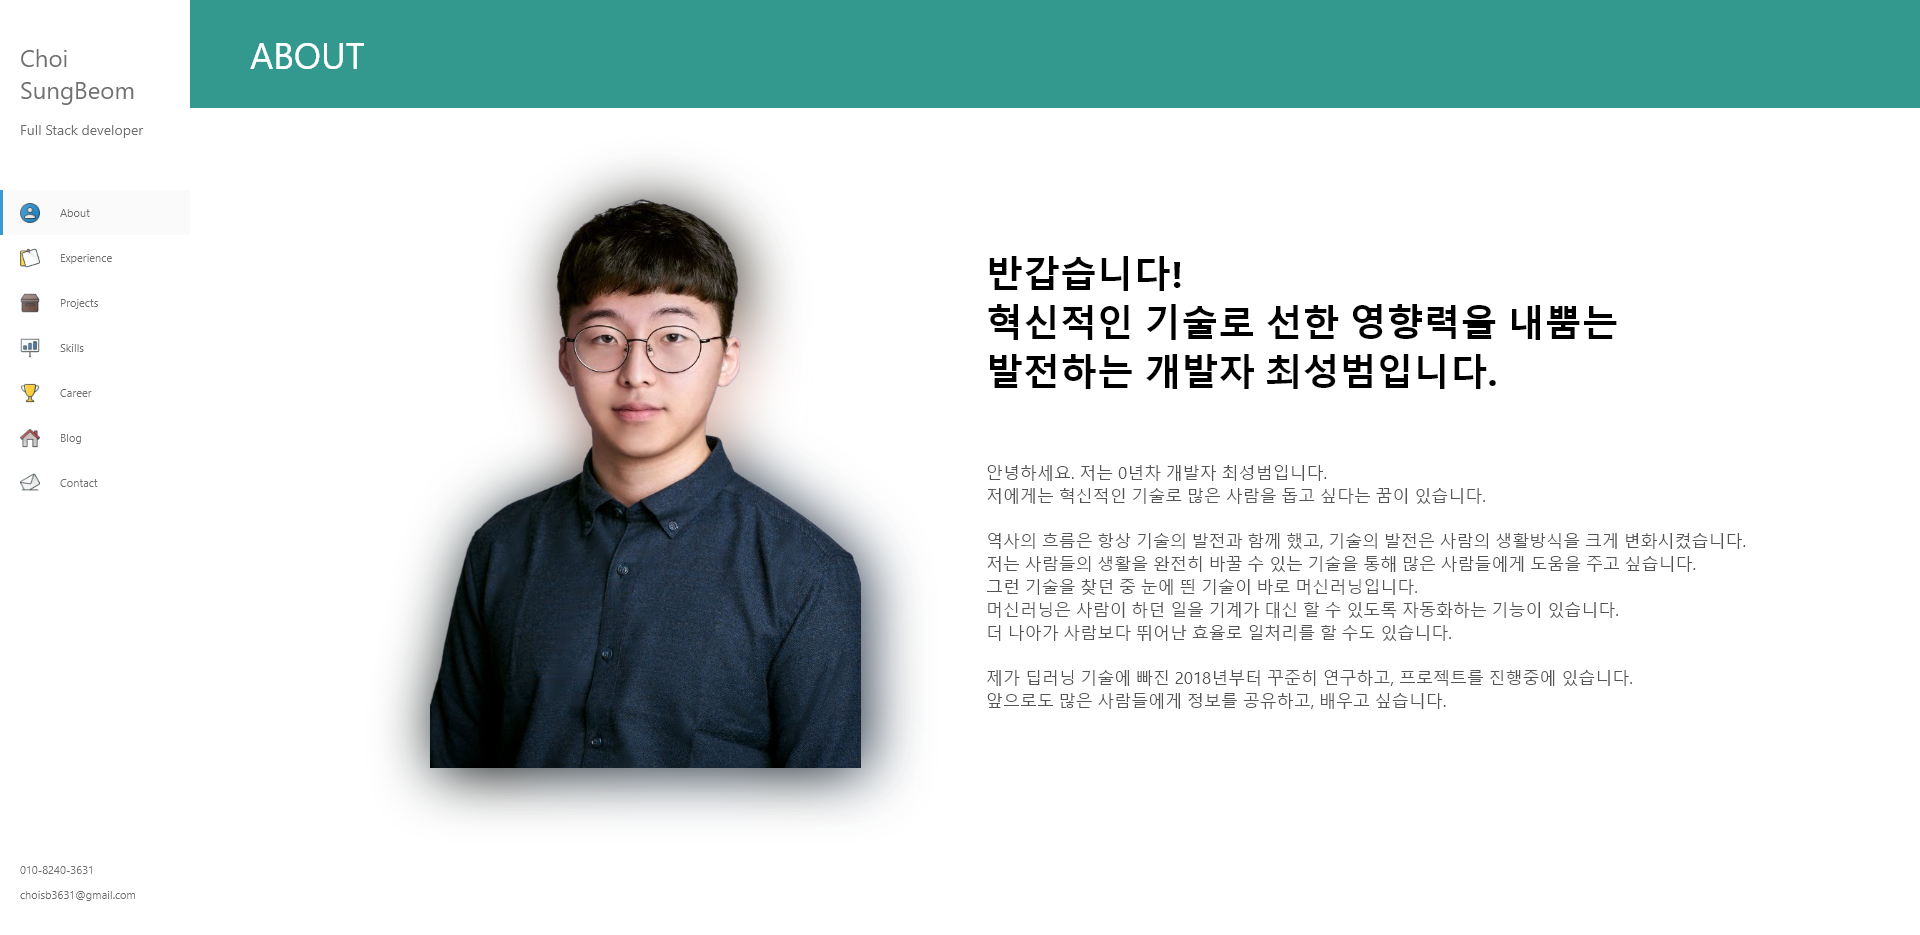 Choi
SungBeom
Full Stack developer
About
Experience
Projects
Skills
Career
Blog
Contact
010-8240-3631
choisb3631@gmail.com
ABOUT
반갑습니다!
혁신적인 기술로 선한 영향력을 내뿜는
발전하는 개발자 최성범입니다.
안녕하세요. 저는 0년차 개발자 최성범입니다.
저에게는 혁신적인 기술로 많은 사람을 돕고 싶다는 꿈이 있습니다.
역사의 흐름은 항상 기술의 발전과 함께 했고, 기술의 발전은 사람의 생활방식을 크게 변화시켰습니다.
저는 사람들의 생활을 완전히 바꿀 수 있는 기술을 통해 많은 사람들에게 도움을 주고 싶습니다.
그런 기술을 찾던 중 눈에 띈 기술이 바로 머신러닝입니다.
머신러닝은 사람이 하던 일을 기계가 대신 할 수 있도록 자동화하는 기능이 있습니다.
더 나아가 사람보다 뛰어난 효율로 일처리를 할 수도 있습니다.
제가 딥러닝 기술에 빠진 2018년부터 꾸준히 연구하고, 프로젝트를 진행중에 있습니다.
앞으로도 많은 사람들에게 정보를 공유하고, 배우고 싶습니다.